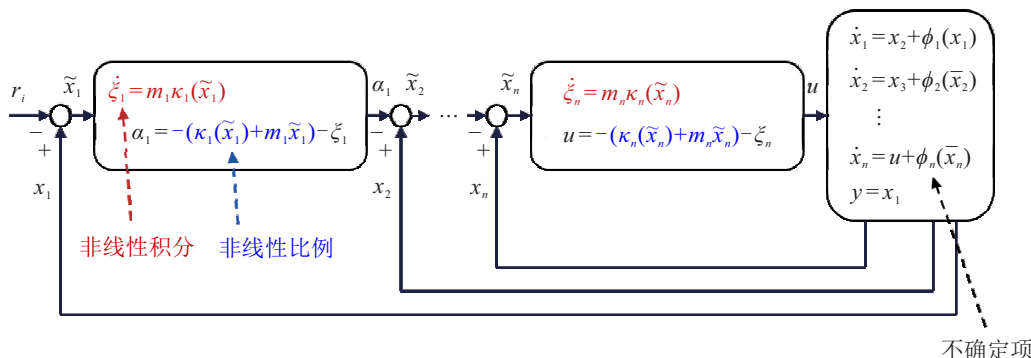 r_i
x̃_1
ξ̇_1=m_1κ_1(x̃_1)
α_1=−(κ_1(x̃_1)+m_1x̃_1)−ξ_1
α_1
x̃_2
···
x̃_n
ξ̇_n=m_nκ_n(x̃_n)
u=−(κ_n(x̃_n)+m_nx̃_n)−ξ_n
u
ẋ_1=x_2+ϕ_1(x_1)
ẋ_2=x_3+ϕ_2(x̄_2)
⋮
ẋ_n=u+ϕ_n(x̄_n)
y=x_1
−
+
x_1
−
+
x_2
−
+
x_n
非线性积分
非线性比例
不确定项